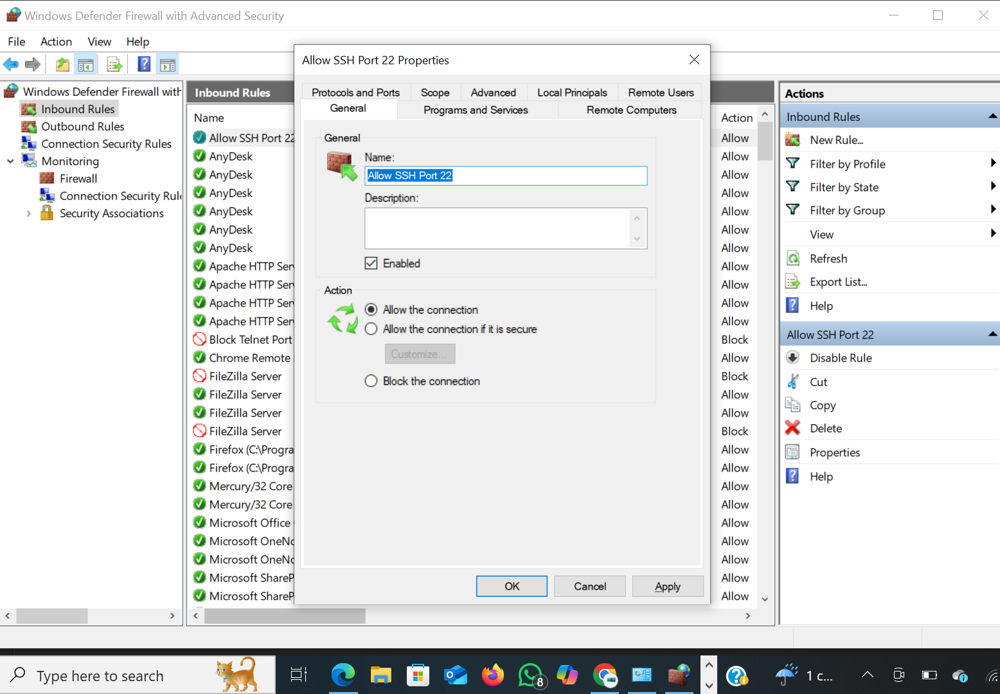 Windows Defender Firewall with Advanced Security
File Action View Help
Windows Defender Firewall with
Inbound Rules
Outbound Rules
Connection Security Rules
Monitoring
Firewall
Connection Security Rul
Security Associations
Inbound Rules
Name
Allow SSH Port 22
AnyDesk
AnyDesk
AnyDesk
AnyDesk
AnyDesk
AnyDesk
Apache HTTP Ser
Apache HTTP Ser
Apache HTTP Ser
Apache HTTP Ser
Block Telnet Port
Chrome Remote
FileZilla Server
FileZilla Server
FileZilla Server
FileZilla Server
Firefox (C:\Progra
Firefox (C:\Progra
Mercury/32 Core
Mercury/32 Core
Microsoft Office
Microsoft OneNo
Microsoft OneNo
Microsoft ShareP
Microsoft ShareP
Action
Allow
Allow
Allow
Allow
Allow
Allow
Allow
Allow
Allow
Allow
Allow
Block
Allow
Block
Allow
Allow
Block
Allow
Allow
Allow
Allow
Allow
Allow
Allow
Allow
Allow
Allow SSH Port 22 Properties
Protocols and Ports Scope Advanced Local Principals Remote Users
General Programs and Services Remote Computers
General
Name:
Allow SSH Port 22
Description:
Enabled
Action
Allow the connection
Allow the connection if it is secure
Customize...
Block the connection
OK Cancel Apply
Actions
Inbound Rules
New Rule...
Filter by Profile
Filter by State
Filter by Group
View
Refresh
Export List...
Help
Allow SSH Port 22
Disable Rule
Cut
Copy
Delete
Properties
Help
Type here to search
8
1 c...